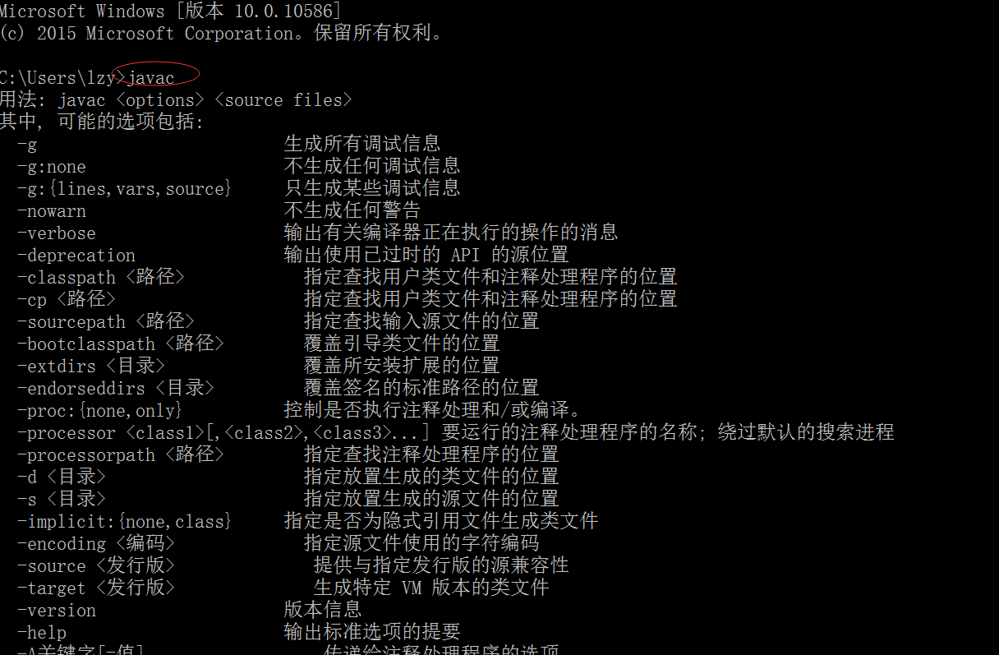 Microsoft Windows [版本 10.0.10586]
(c) 2015 Microsoft Corporation。保留所有权利。
C:\Users\lzy>javac
用法: javac <options> <source files>
其中, 可能的选项包括:
-g 生成所有调试信息
-g:none 不生成任何调试信息
-g:{lines,vars,source} 只生成某些调试信息
-nowarn 不生成任何警告
-verbose 输出有关编译器正在执行的操作的消息
-deprecation 输出使用已过时的 API 的源位置
-classpath <路径> 指定查找用户类文件和注释处理程序的位置
-cp <路径> 指定查找用户类文件和注释处理程序的位置
-sourcepath <路径> 指定查找输入源文件的位置
-bootclasspath <路径> 覆盖引导类文件的位置
-extdirs <目录> 覆盖所安装扩展的位置
-endorseddirs <目录> 覆盖签名的标准路径的位置
-proc:{none,only} 控制是否执行注释处理和/或编译。
-processor <class1>[,<class2>,<class3>...] 要运行的注释处理程序的名称; 绕过默认的搜索进程
-processorpath <路径> 指定查找注释处理程序的位置
-d <目录> 指定放置生成的类文件的位置
-s <目录> 指定放置生成的源文件的位置
-implicit:{none,class} 指定是否为隐式引用文件生成类文件
-encoding <编码> 指定源文件使用的字符编码
-source <发行版> 提供与指定发行版的源兼容性
-target <发行版> 生成特定 VM 版本的类文件
-version 版本信息
-help 输出标准选项的提要
-A关键字[=值] 传递给注释处理程序的选项